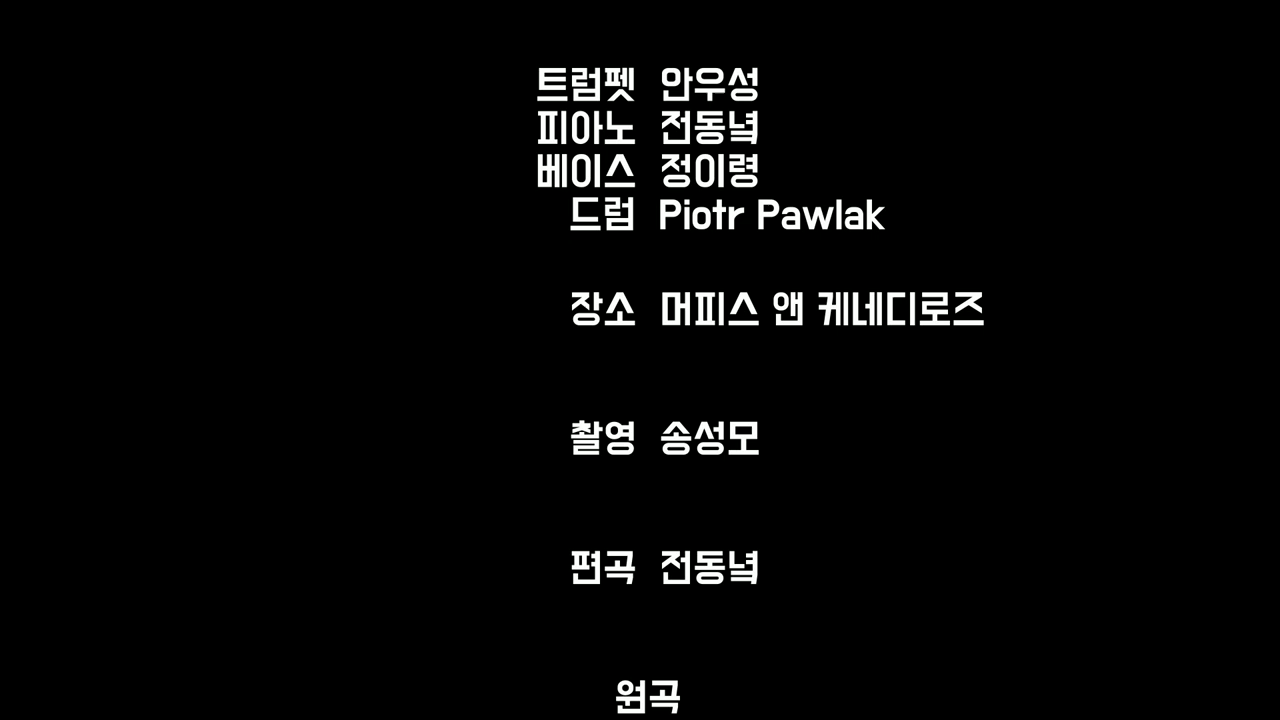 트럼펫 안우성
피아노 전동녘
베이스 정이령
드럼 Piotr Pawlak
장소 머피스 앤 케네디로즈
촬영 송성모
편곡 전동녘
원곡